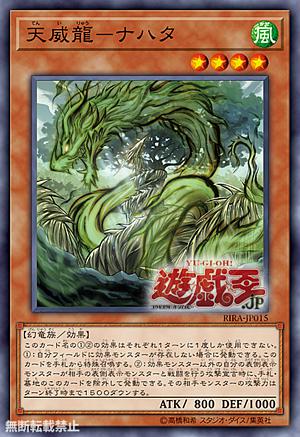 てんいりゅう
天威龍－ナハタ
風
YU-GI-OH!
遊戯王
JP
RIRA-JP015
【幻竜族／効果】
このカード名の①②の効果はそれぞれ１ターンに１度しか使用できない。
①：自分フィールドに効果モンスターが存在しない場合に発動できる。この
カードを手札から特殊召喚する。②：効果モンスター以外の自分の表側表
示モンスターが相手の表側表示モンスターと戦闘を行う攻撃宣言時に、手札・
墓地のこのカードを除外して発動できる。その相手モンスターの攻撃力は
ターン終了時まで１５００ダウンする。
ATK／ 800 DEF／1000
無断転載禁止
©高橋和希 スタジオ・ダイス／集英社